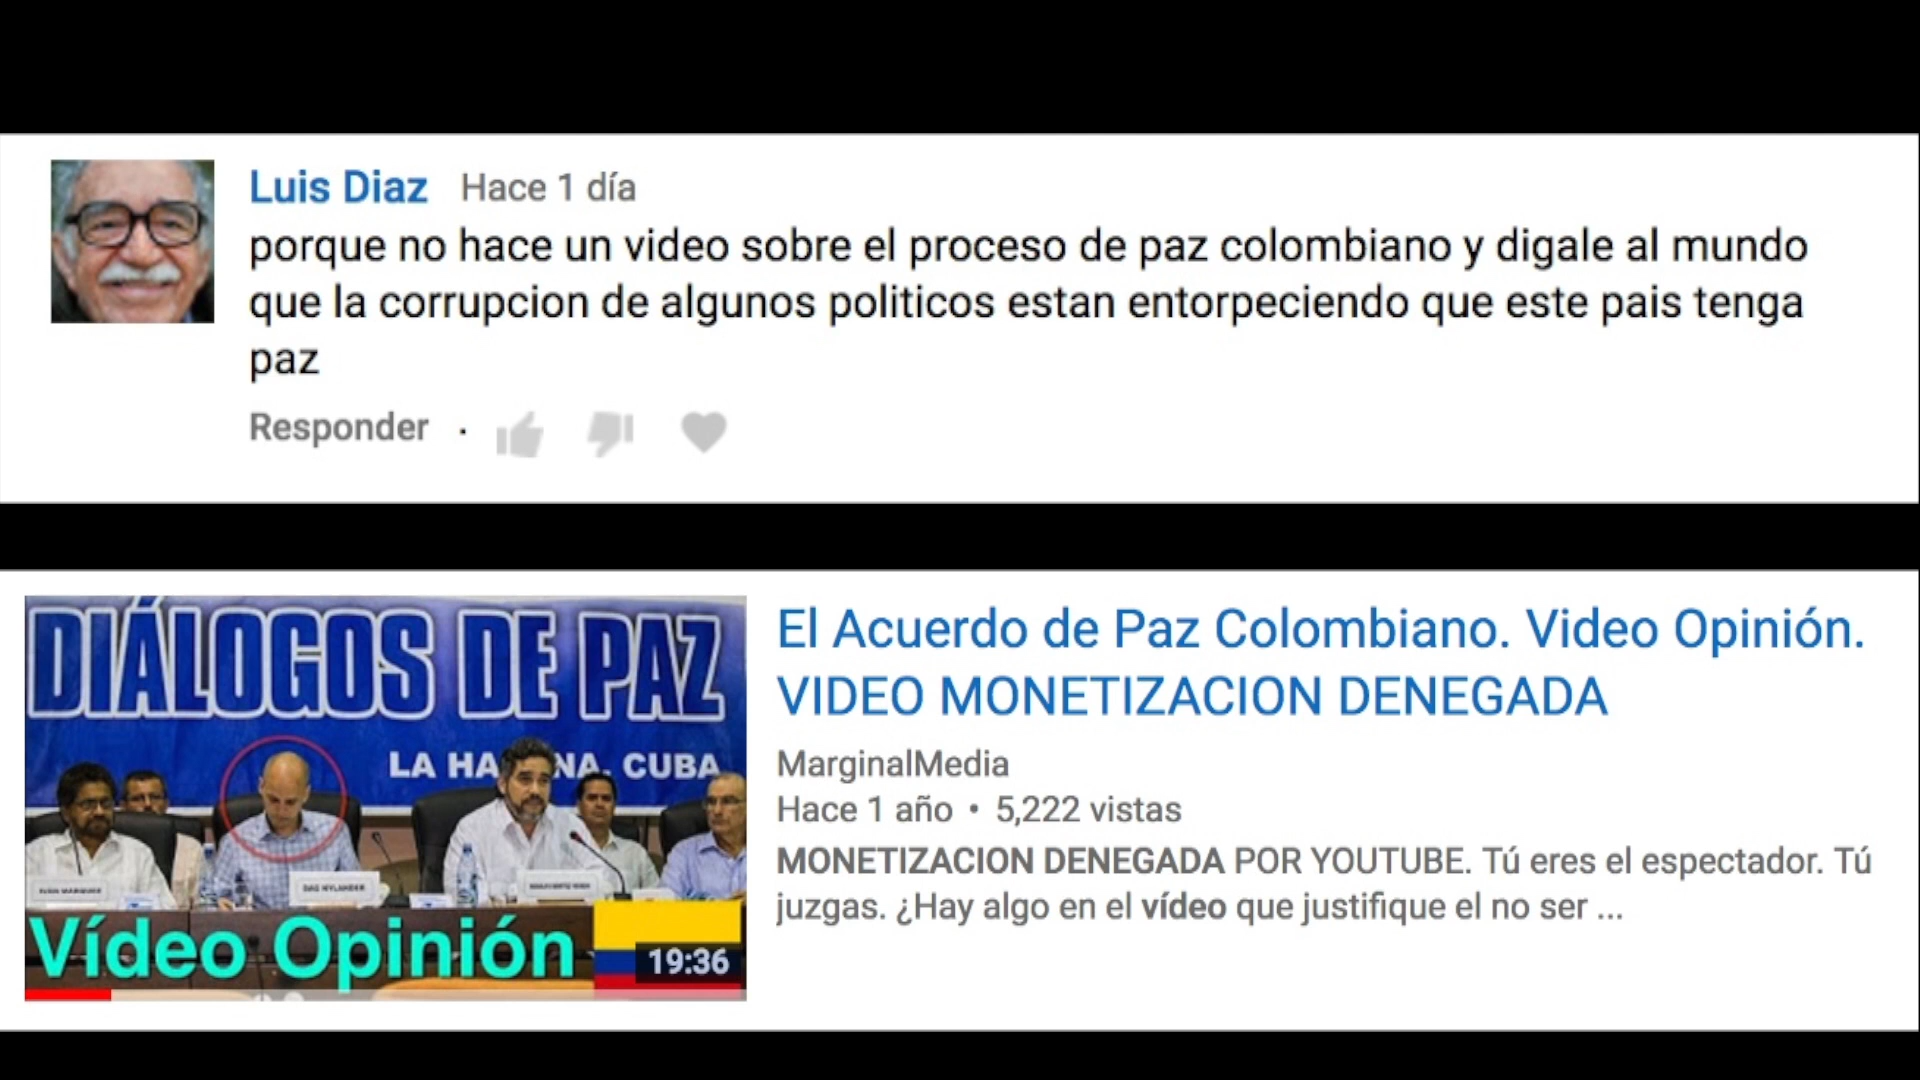 Luis Diaz Hace 1 día
porque no hace un video sobre el proceso de paz colombiano y digale al mundo
que la corrupcion de algunos politicos estan entorpeciendo que este pais tenga
paz
Responder ·
DIÁLOGOS DE PAZ
LA HA NA. CUBA
IVÁN MÁRQUEZ
DAG NYLANDER
Vídeo Opinión
19:36
El Acuerdo de Paz Colombiano. Video Opinión.
VIDEO MONETIZACION DENEGADA
MarginalMedia
Hace 1 año • 5,222 vistas
MONETIZACION DENEGADA POR YOUTUBE. Tú eres el espectador. Tú
juzgas. ¿Hay algo en el vídeo que justifique el no ser ...